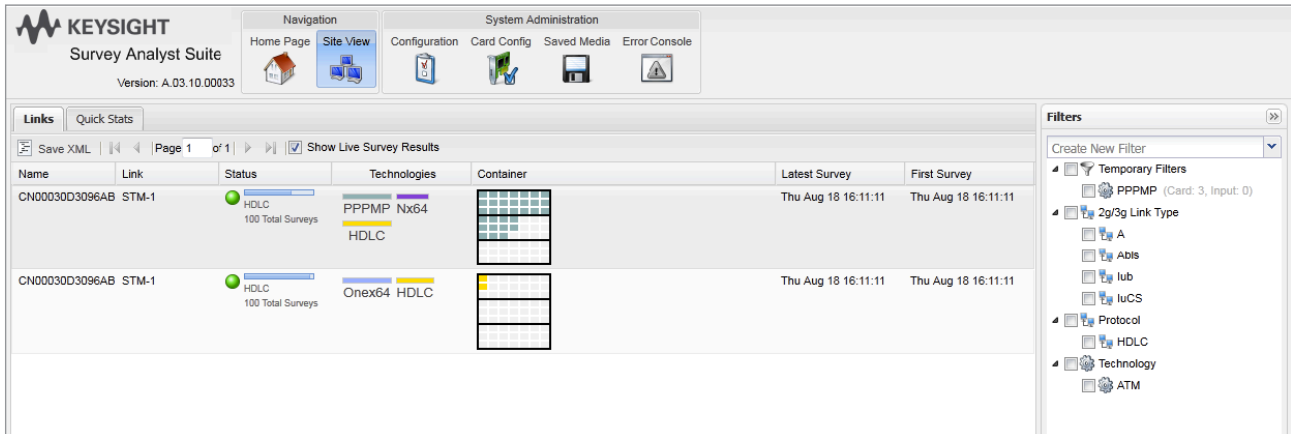 KEYSIGHT
Survey Analyst Suite
Version: A.03.10.00033
Navigation
Home Page Site View
System Administration
Configuration Card Config Saved Media Error Console
Links Quick Stats
Save XML Page 1 of 1 Show Live Survey Results
Name Link Status Technologies Container Latest Survey First Survey
CN00030D3096AB STM-1 HDLC PPPMP Nx64 Thu Aug 18 16:11:11 Thu Aug 18 16:11:11
100 Total Surveys HDLC
CN00030D3096AB STM-1 HDLC Onex64 HDLC Thu Aug 18 16:11:11 Thu Aug 18 16:11:11
100 Total Surveys
Filters
Create New Filter
Temporary Filters
PPPMP (Card: 3, Input: 0)
2g/3g Link Type
A
Abis
Iub
IuCS
Protocol
HDLC
Technology
ATM